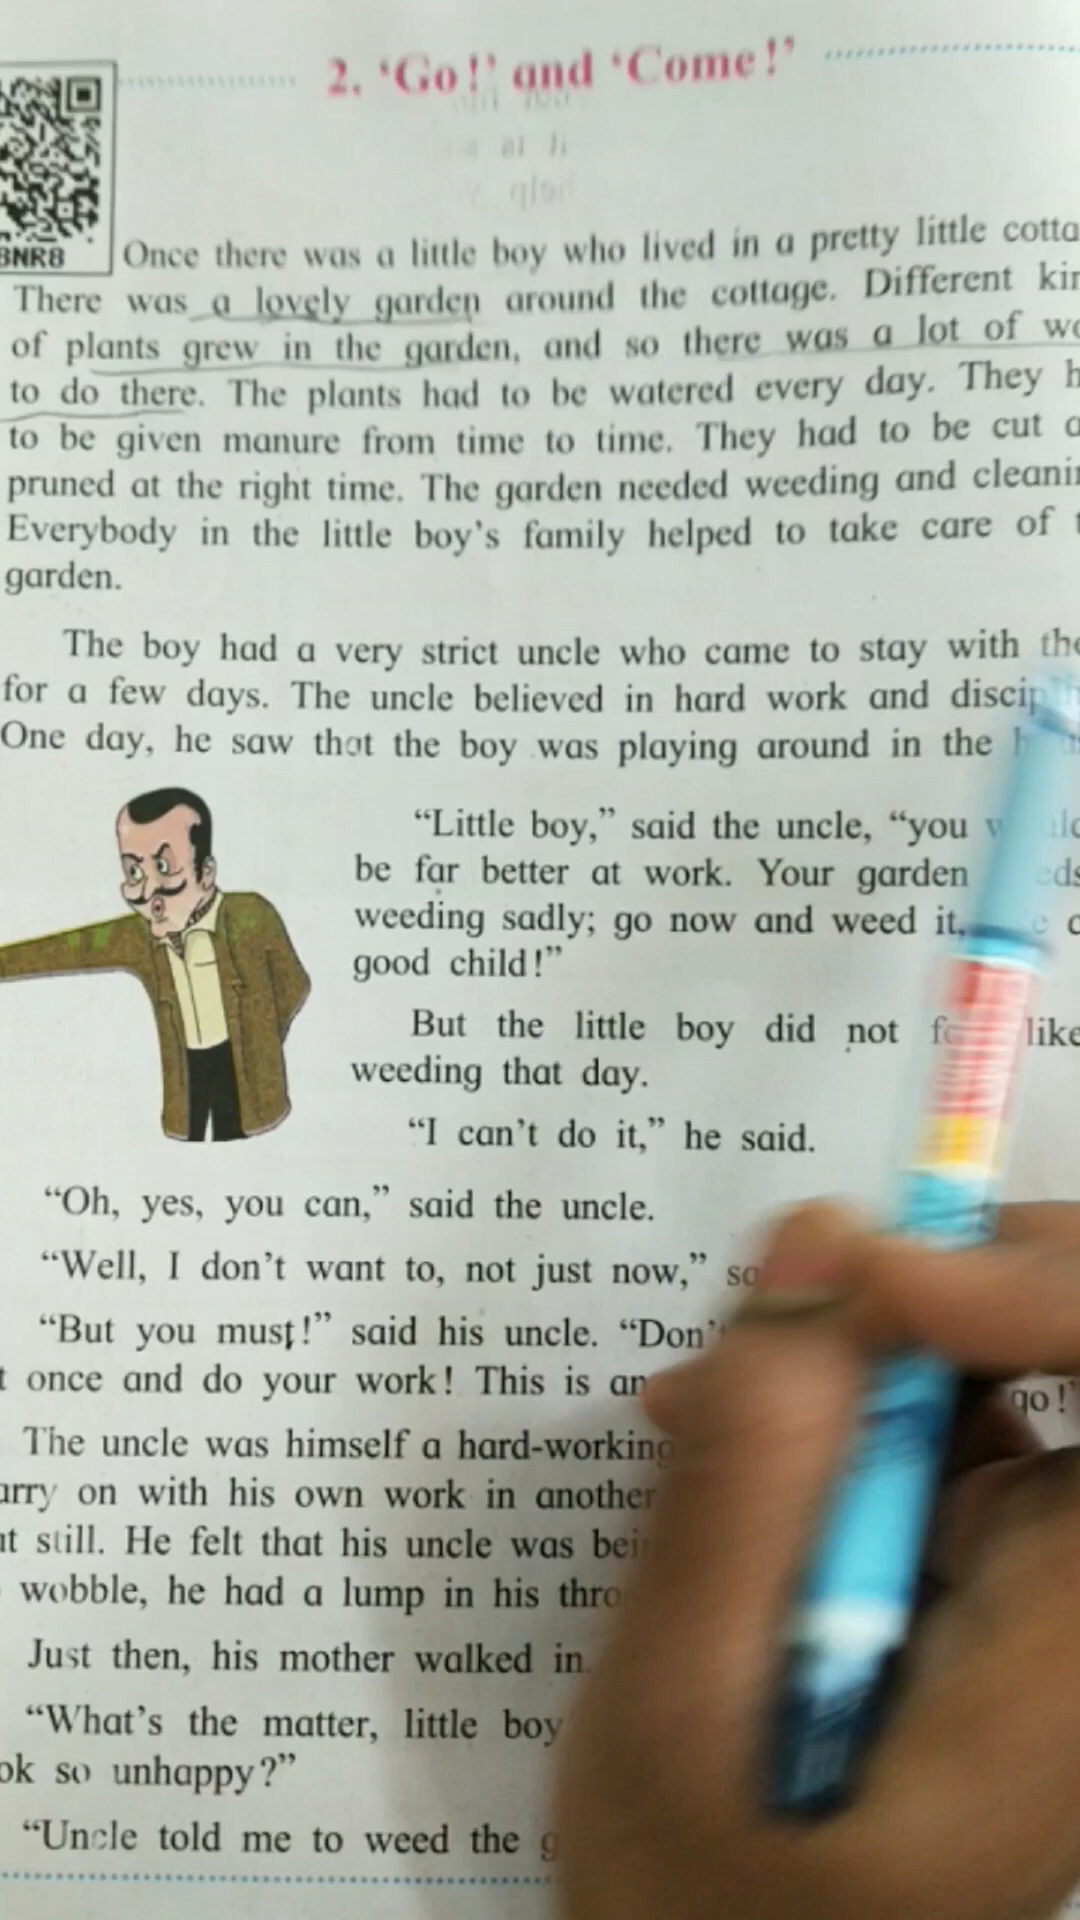 2. ‘Go!’ and ‘Come!’
BNR8
Once there was a little boy who lived in a pretty little
There was a lovely garden around the cottage. Different
of plants grew in the garden, and so there was a lot of
to do there. The plants had to be watered every day. They
to be given manure from time to time. They had to be cut
pruned at the right time. The garden needed weeding and
Everybody in the little boy’s family helped to take care of
garden.
The boy had a very strict uncle who came to stay with
for a few days. The uncle believed in hard work and
One day, he saw that the boy was playing around in the
“Little boy,” said the uncle, “you
be far better at work. Your garden
weeding sadly; go now and weed it,
good child!”
But the little boy did not like
weeding that day.
“I can’t do it,” he said.
“Oh, yes, you can,” said the uncle.
“Well, I don’t want to, not just now,”
“But you must!” said his uncle.
once and do your work! This is an go!
The uncle was himself a hard-working
on with his own work in another
still. He felt that his uncle was
wobble, he had a lump in his
Just then, his mother walked in.
“What’s the matter, little boy
so unhappy?”
“Uncle told me to weed the